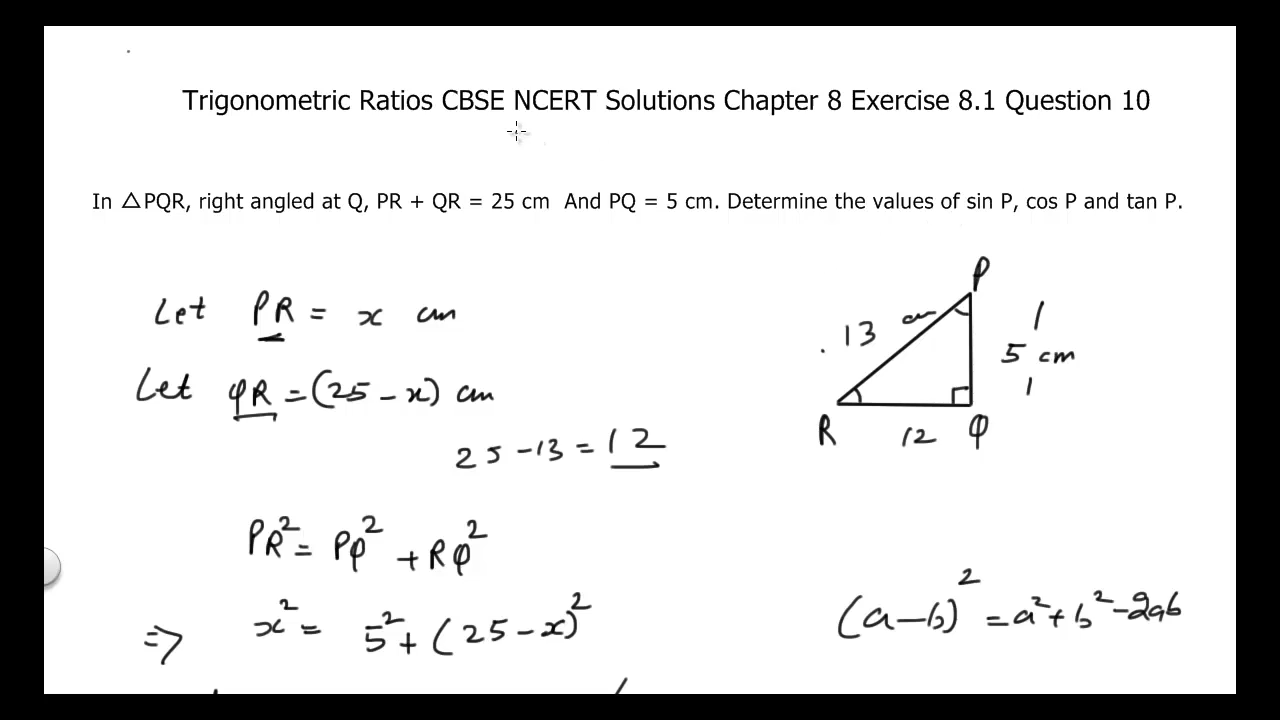 Trigonometric Ratios CBSE NCERT Solutions Chapter 8 Exercise 8.1 Question 10
In △PQR, right angled at Q, PR + QR = 25 cm And PQ = 5 cm. Determine the values of sin P, cos P and tan P.
Let PR = x cm
Let QR = (25 - x) cm
25 - 13 = 12
P
13 cm
5 cm
R
12
Q
PR² = PQ² + RQ²
(a - b)² = a² + b² - 2ab
⇒ x² = 5² + (25 - x)²